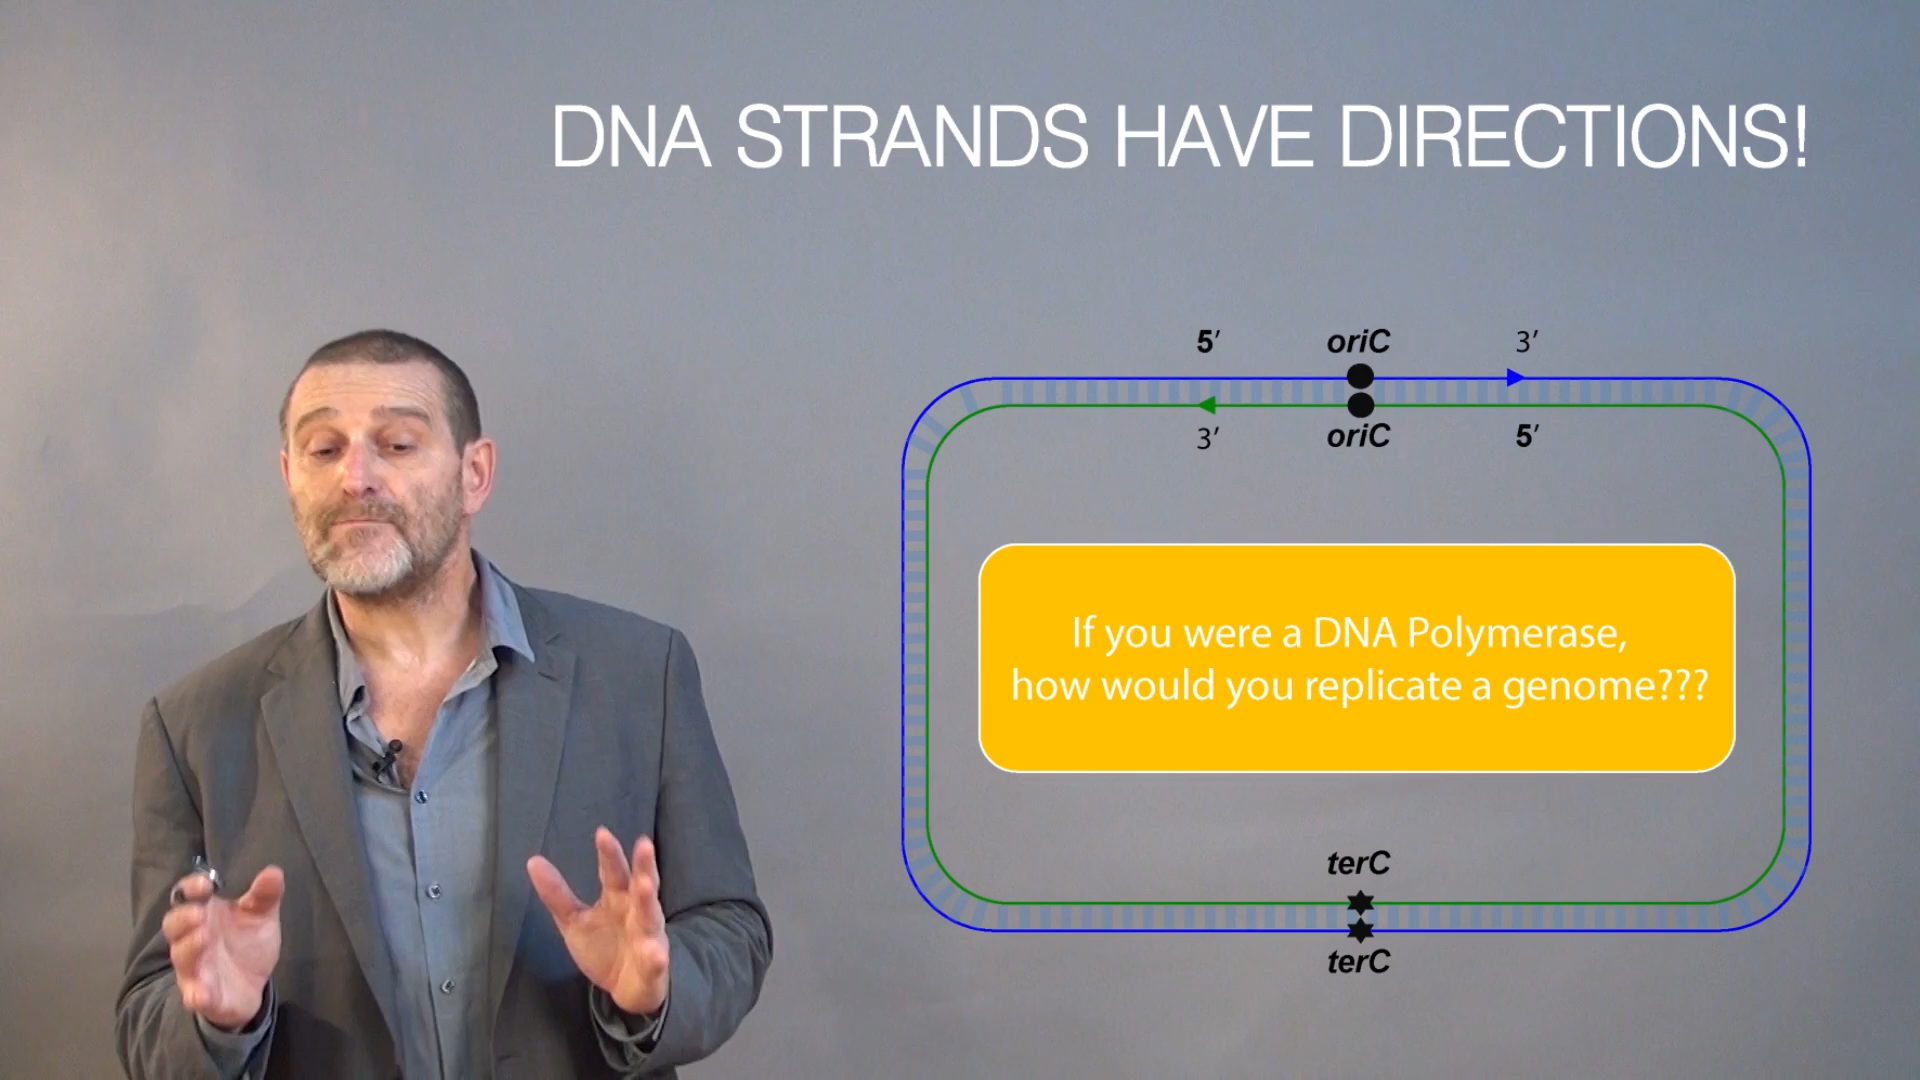 DNA STRANDS HAVE DIRECTIONS!
5′ oriC 3′
3′ oriC 5′
If you were a DNA Polymerase,
how would you replicate a genome???
terC
terC